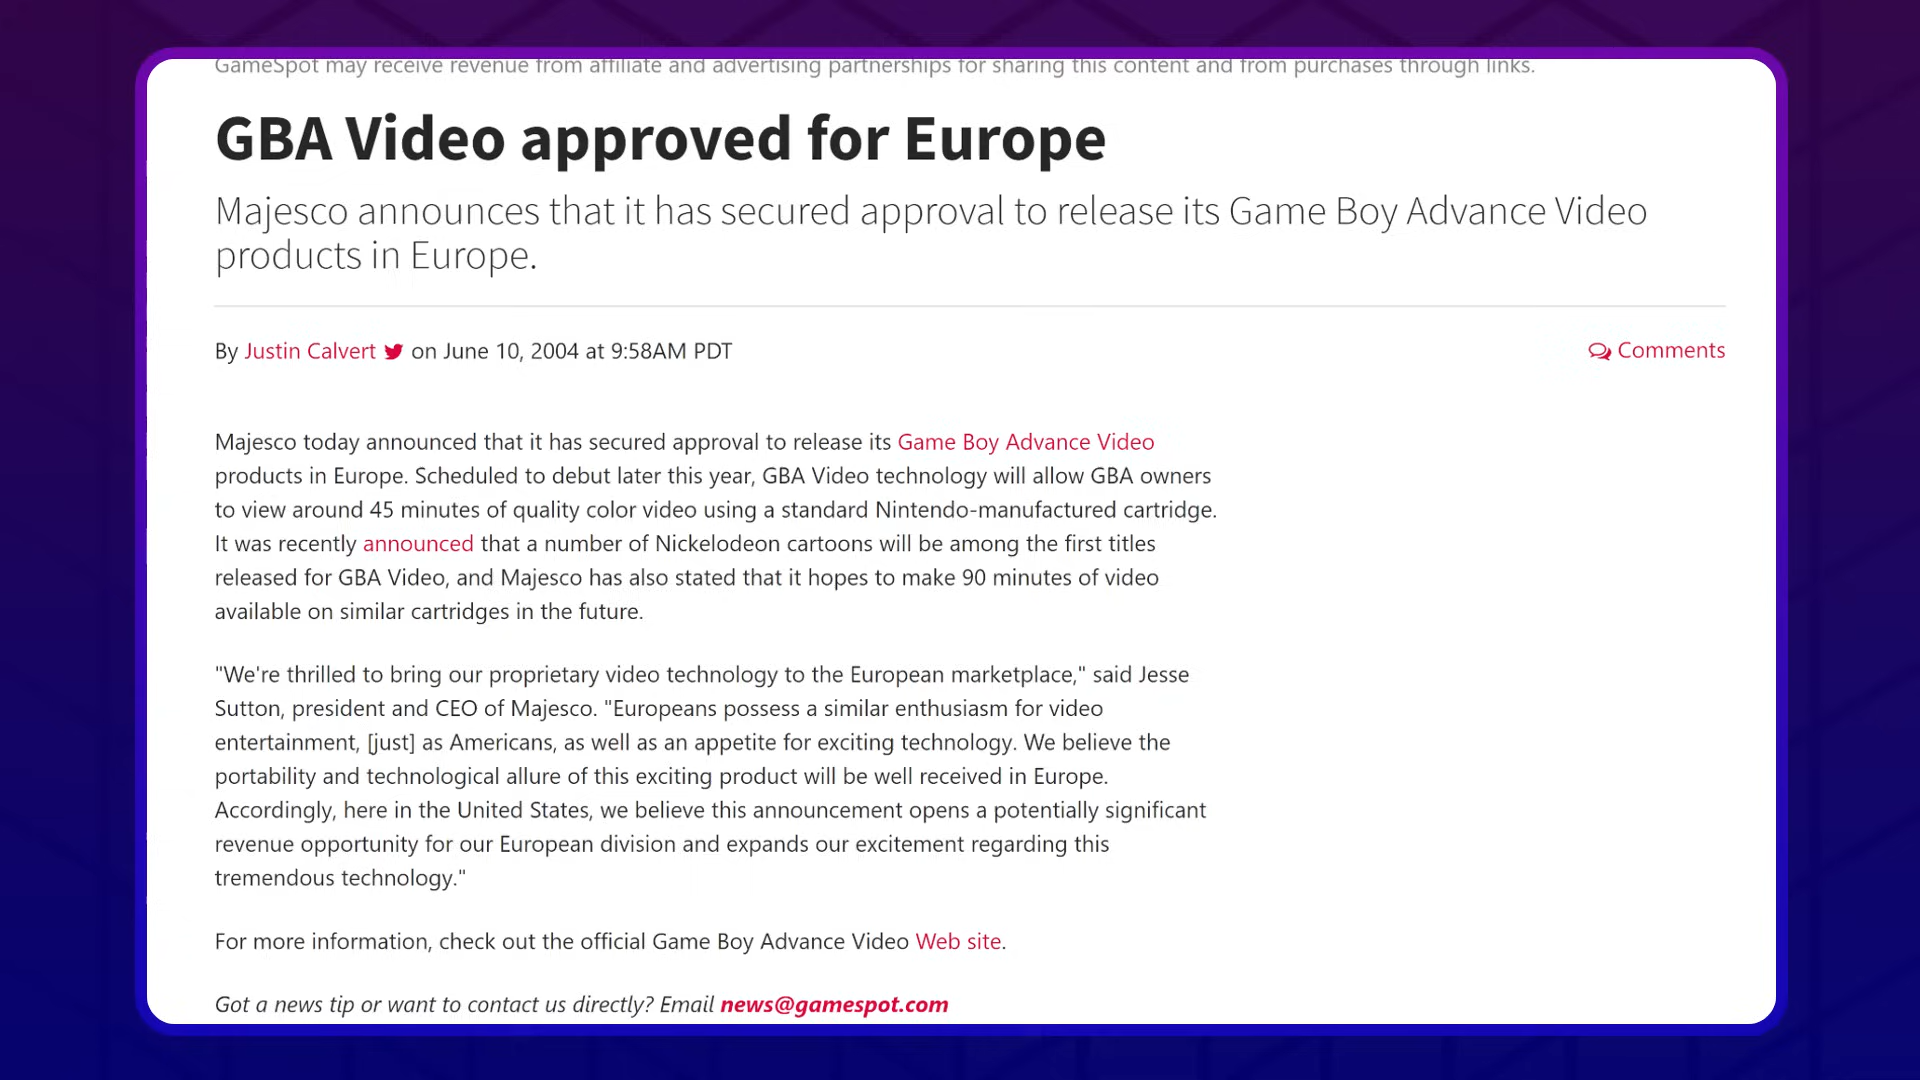 GameSpot may receive revenue from affiliate and advertising partnerships for sharing this content and from purchases through links.
GBA Video approved for Europe
Majesco announces that it has secured approval to release its Game Boy Advance Video
products in Europe.
By Justin Calvert on June 10, 2004 at 9:58AM PDT
Comments
Majesco today announced that it has secured approval to release its Game Boy Advance Video
products in Europe. Scheduled to debut later this year, GBA Video technology will allow GBA owners
to view around 45 minutes of quality color video using a standard Nintendo-manufactured cartridge.
It was recently announced that a number of Nickelodeon cartoons will be among the first titles
released for GBA Video, and Majesco has also stated that it hopes to make 90 minutes of video
available on similar cartridges in the future.
"We're thrilled to bring our proprietary video technology to the European marketplace," said Jesse
Sutton, president and CEO of Majesco. "Europeans possess a similar enthusiasm for video
entertainment, [just] as Americans, as well as an appetite for exciting technology. We believe the
portability and technological allure of this exciting product will be well received in Europe.
Accordingly, here in the United States, we believe this announcement opens a potentially significant
revenue opportunity for our European division and expands our excitement regarding this
tremendous technology."
For more information, check out the official Game Boy Advance Video Web site.
Got a news tip or want to contact us directly? Email news@gamespot.com